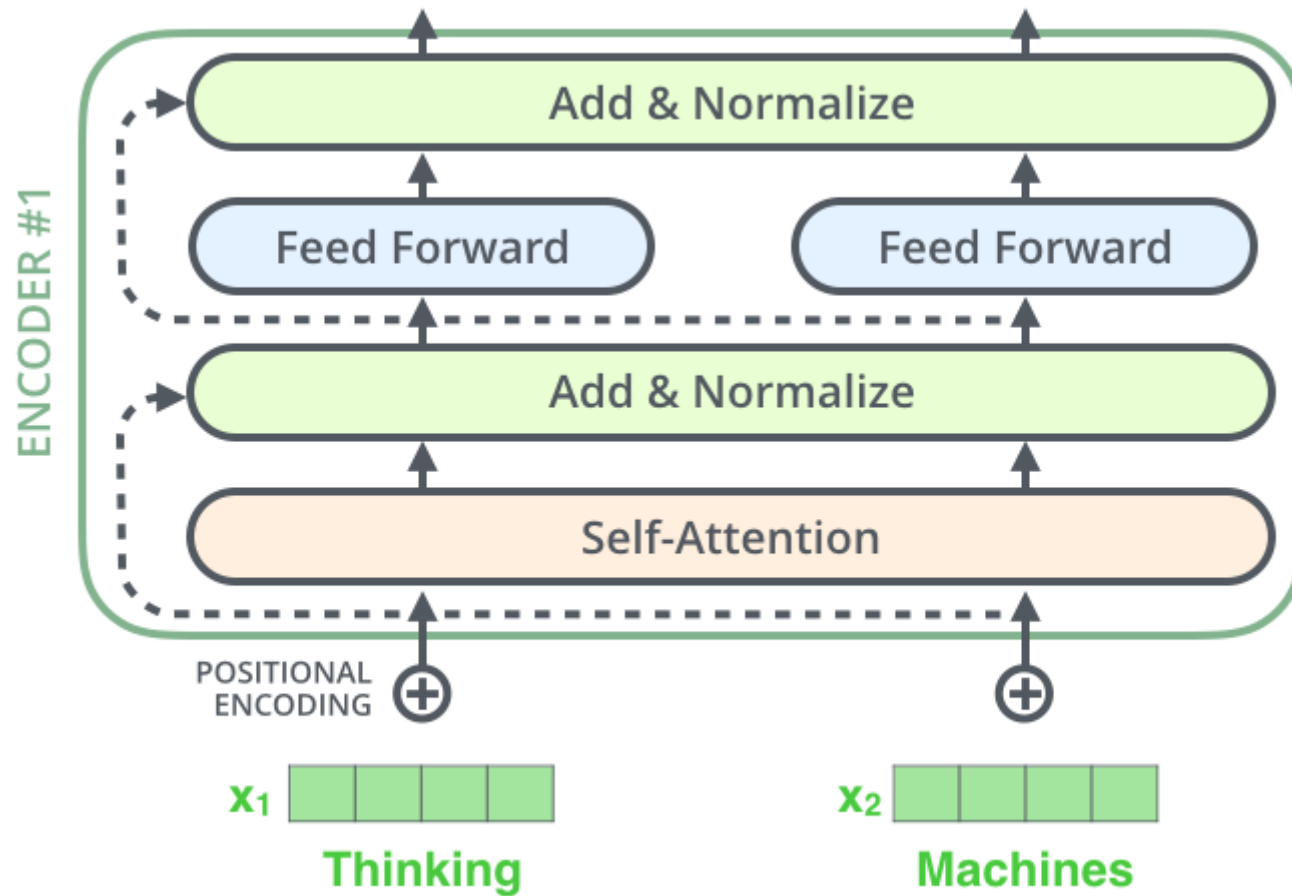 ENCODER #1
Add & Normalize
Feed Forward
Feed Forward
Add & Normalize
Self-Attention
POSITIONAL
ENCODING
x₁
x₂
Thinking
Machines